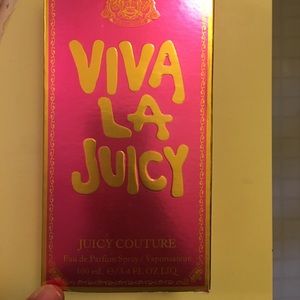 VIVA
LA
JUICY
JUICY COUTURE
Eau de Parfum Spray / Vaporisateur
100 mL e 3.4 FL OZ LIQ